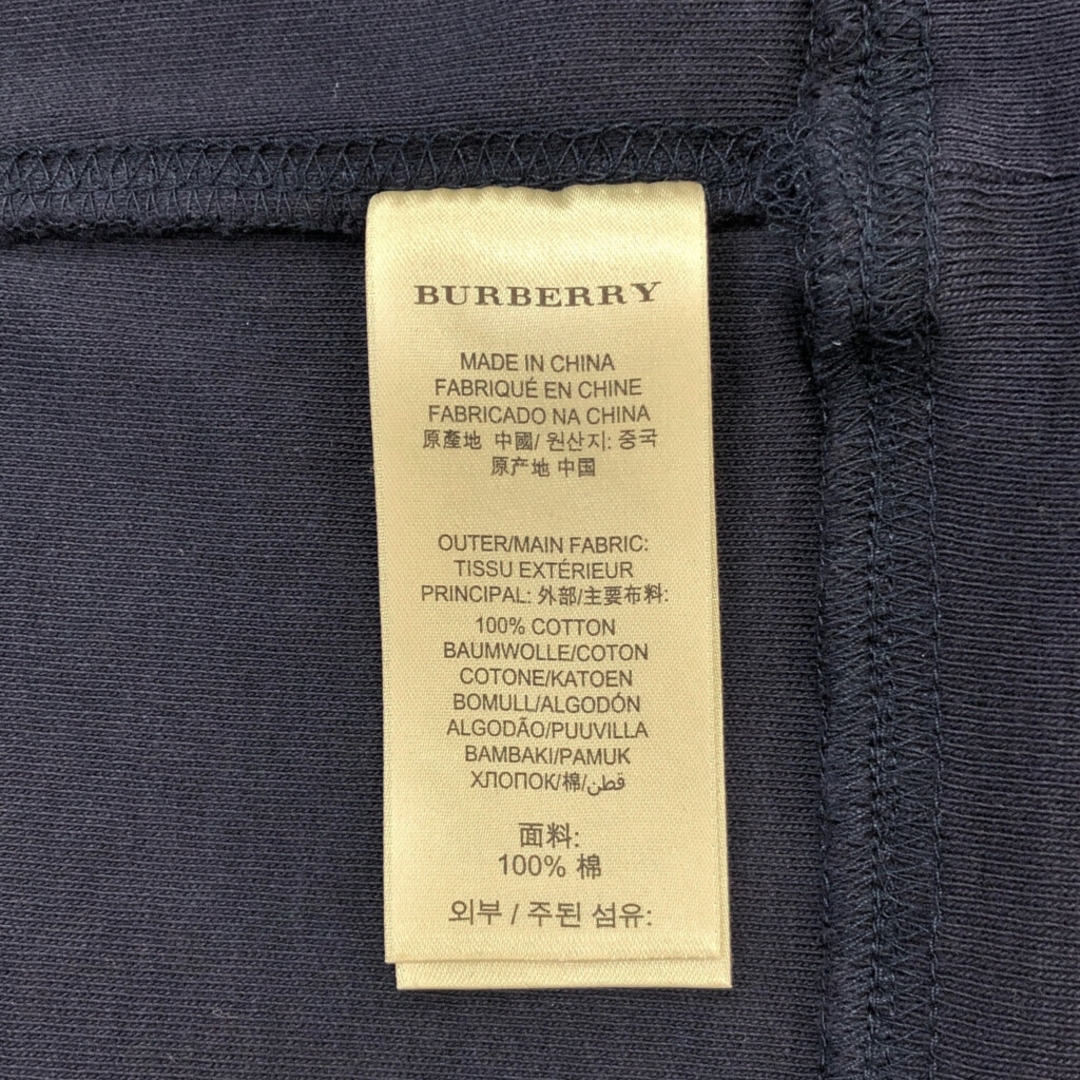 BURBERRY
MADE IN CHINA
FABRIQUÉ EN CHINE
FABRICADO NA CHINA
原產地 中國/ 원산지: 중국
原产地 中国
OUTER/MAIN FABRIC:
TISSU EXTÉRIEUR
PRINCIPAL: 外部/主要布料:
100% COTTON
BAUMWOLLE/COTON
COTONE/KATOEN
BOMULL/ALGODÓN
ALGODÃO/PUUVILLA
BAMBAKI/PAMUK
ХЛОПОК/棉/قطن
面料:
100% 棉
외부 / 주된 섬유: